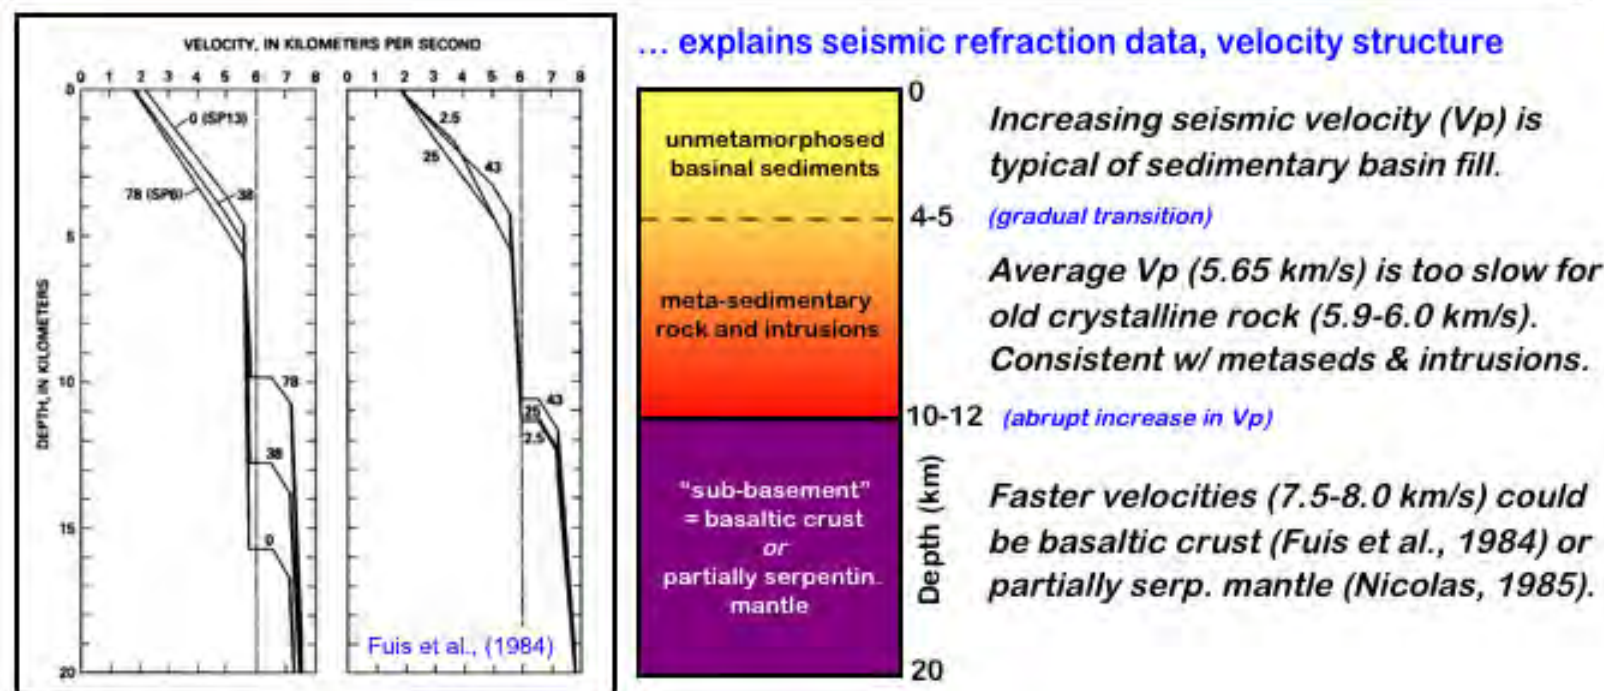 VELOCITY, IN KILOMETERS PER SECOND
0 1 2 3 4 5 6 7 8
0 1 2 3 4 5 6 7 8
DEPTH, IN KILOMETERS
0
5
10
15
20
0 (SP13)
78 (SP6)
38
78
38
0
2.5
25
43
43
25
2.5
Fuis et al., (1984)
... explains seismic refraction data, velocity structure
unmetamorphosed
basinal sediments
meta-sedimentary
rock and intrusions
"sub-basement"
= basaltic crust
or
partially serpentin.
mantle
0
4-5
10-12
20
Depth (km)
Increasing seismic velocity (Vp) is
typical of sedimentary basin fill.
(gradual transition)
Average Vp (5.65 km/s) is too slow for
old crystalline rock (5.9-6.0 km/s).
Consistent w/ metaseds & intrusions.
(abrupt increase in Vp)
Faster velocities (7.5-8.0 km/s) could
be basaltic crust (Fuis et al., 1984) or
partially serp. mantle (Nicolas, 1985).